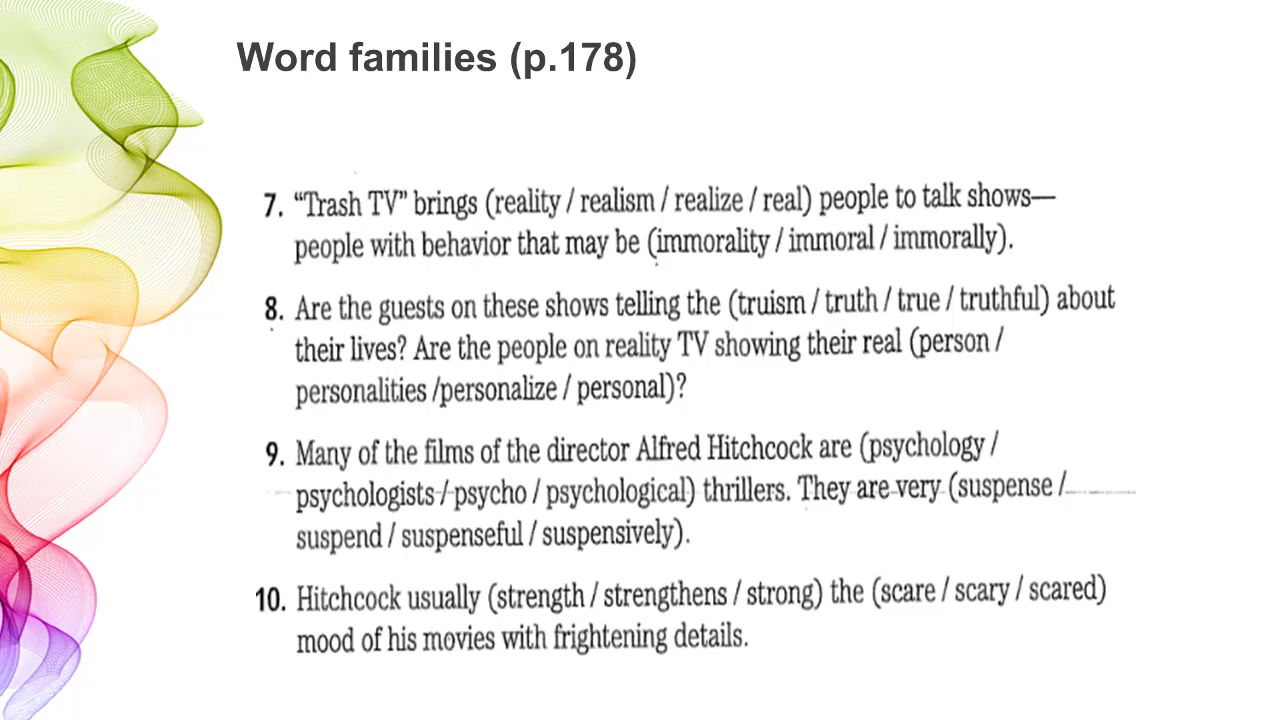 Word families (p.178)
7. “Trash TV” brings (reality / realism / realize / real) people to talk shows—
people with behavior that may be (immorality / immoral / immorally).
8. Are the guests on these shows telling the (truism / truth / true / truthful) about
their lives? Are the people on reality TV showing their real (person /
personalities /personalize / personal)?
9. Many of the films of the director Alfred Hitchcock are (psychology /
psychologists / psycho / psychological) thrillers. They are very (suspense /
suspend / suspenseful / suspensively).
10. Hitchcock usually (strength / strengthens / strong) the (scare / scary / scared)
mood of his movies with frightening details.